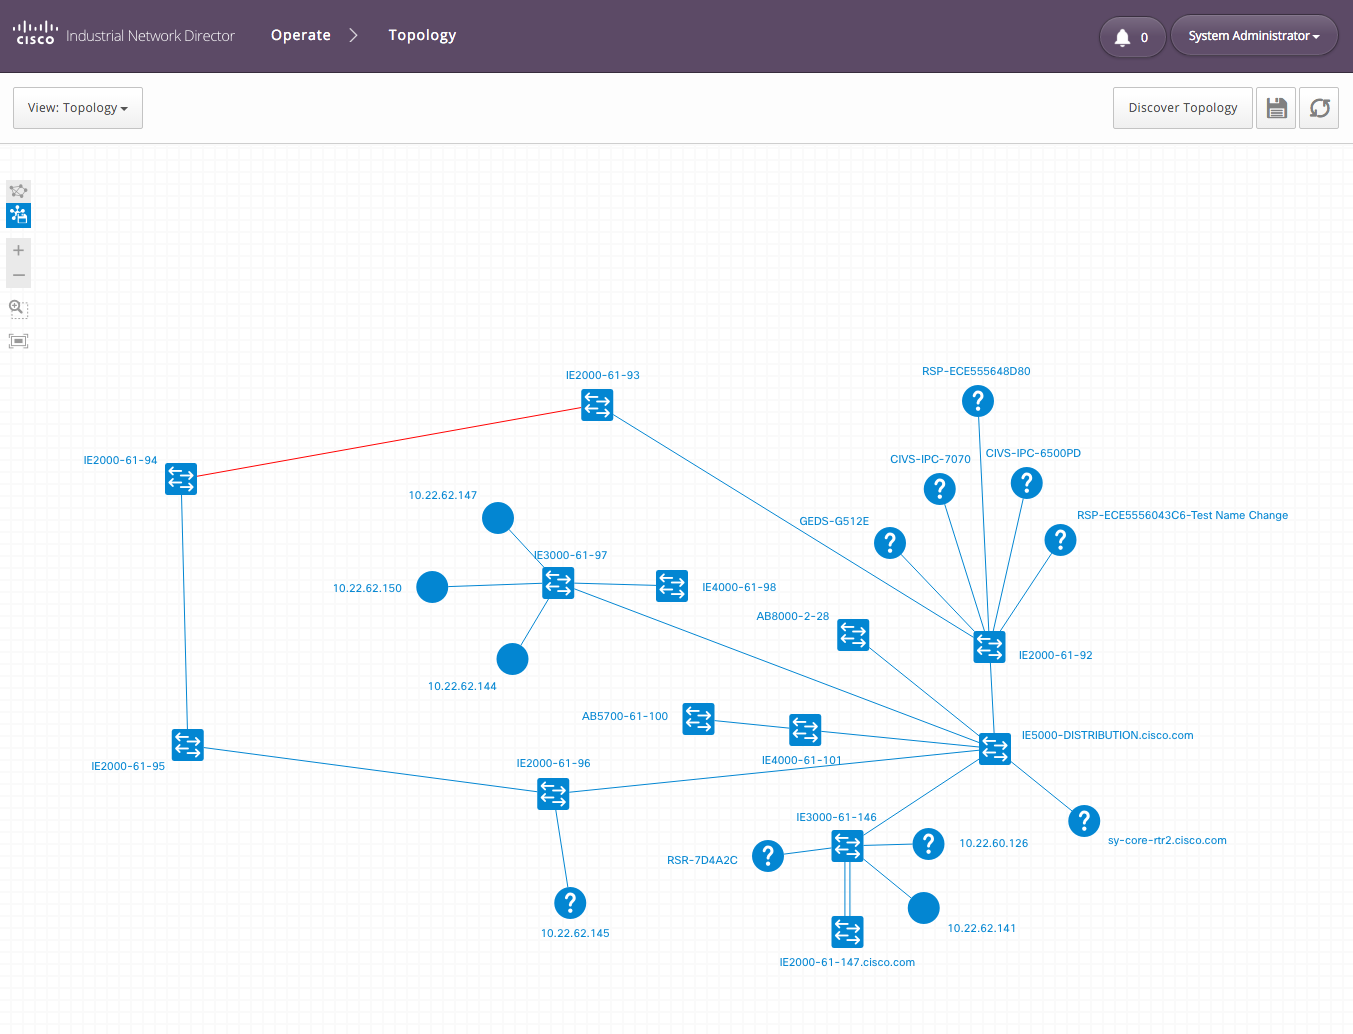 cisco Industrial Network Director Operate Topology 0 System Administrator
View: Topology Discover Topology
RSP-ECE555648D80
IE2000-61-93
CIVS-IPC-6500PD
CIVS-IPC-7070
IE2000-61-94
10.22.62.147
RSP-ECE5556043C6-Test Name Change
GEDS-G512E
IE3000-61-97
10.22.62.150
IE4000-61-98
AB8000-2-28
IE2000-61-92
10.22.62.144
AB5700-61-100
IE5000-DISTRIBUTION.cisco.com
IE4000-61-101
IE2000-61-96
IE2000-61-95
IE3000-61-146
sy-core-rtr2.cisco.com
10.22.60.126
RSR-7D4A2C
10.22.62.141
10.22.62.145
IE2000-61-147.cisco.com